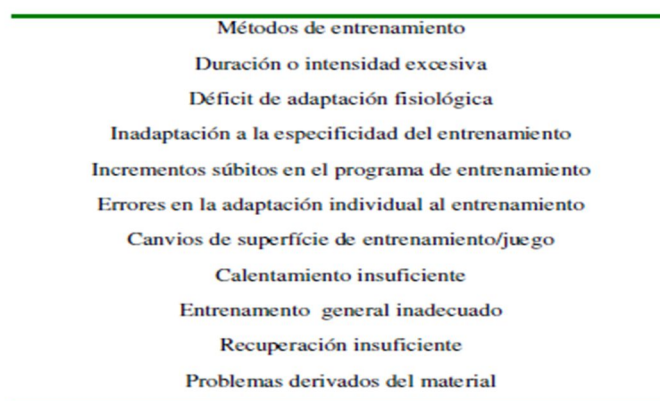 Métodos de entrenamiento
Duración o intensidad excesiva
Déficit de adaptación fisiológica
Inadaptación a la especificidad del entrenamiento
Incrementos súbitos en el programa de entrenamiento
Errores en la adaptación individual al entrenamiento
Canvios de superfície de entrenamiento/juego
Calentamiento insuficiente
Entrenamento general inadecuado
Recuperación insuficiente
Problemas derivados del material